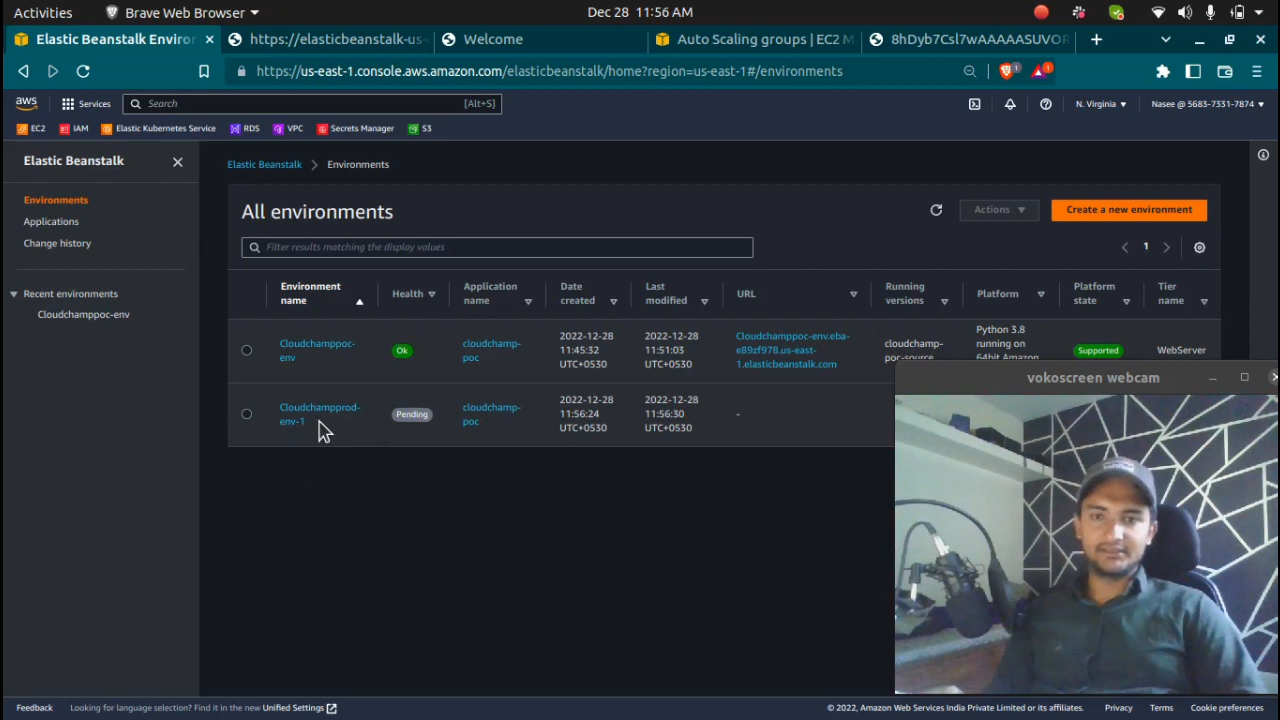 Activities
Brave Web Browser
Dec 28 11:56 AM
Elastic Beanstalk Enviro
https://elasticbeanstalk-us-
Welcome
Auto Scaling groups | EC2 M
8hDyb7Csl7wAAAAASUVOR
https://us-east-1.console.aws.amazon.com/elasticbeanstalk/home?region=us-east-1#/environments
1
1
aws
Services
Search
[Alt+S]
N. Virginia
Nasee @ 5683-7331-7874
EC2
IAM
Elastic Kubernetes Service
RDS
VPC
Secrets Manager
S3
Elastic Beanstalk
Environments
Applications
Change history
Recent environments
Cloudchamppoc-env
Elastic Beanstalk
Environments
All environments
Actions
Create a new environment
Filter results matching the display values
1
Environment
name
Health
Application
name
Date
created
Last
modified
URL
Running
versions
Platform
Platform
state
Tier
name
Cloudchamppoc-
env
Ok
cloudchamp-
poc
2022-12-28
11:45:32
UTC+0530
2022-12-28
11:51:03
UTC+0530
Cloudchamppoc-env.eba-
e89zf978.us-east-
1.elasticbeanstalk.com
cloudchamp-
poc-source
Python 3.8
running on
64bit Amazon
Supported
WebServer
Cloudchampprod-
env-1
Pending
cloudchamp-
poc
2022-12-28
11:56:24
UTC+0530
2022-12-28
11:56:30
UTC+0530
-
vokoscreen webcam
Feedback
Looking for language selection? Find it in the new Unified Settings
© 2022, Amazon Web Services India Private Limited or its affiliates.
Privacy
Terms
Cookie preferences